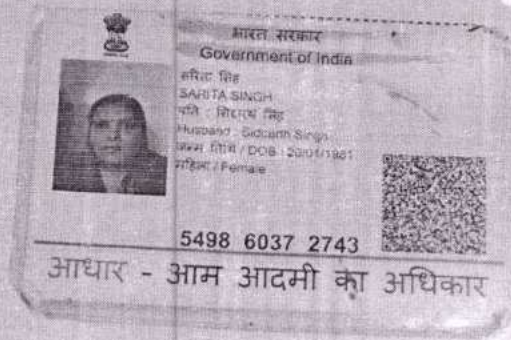 भारत सरकार
Government of India
सरिता सिंह
SARITA SINGH
पति : सिद्धार्थ सिंह
Husband : Singh
जन्म तिथि / DOB : 20/01/1981
महिला / Female
5498 6037 2743
आधार - आम आदमी का अधिकार